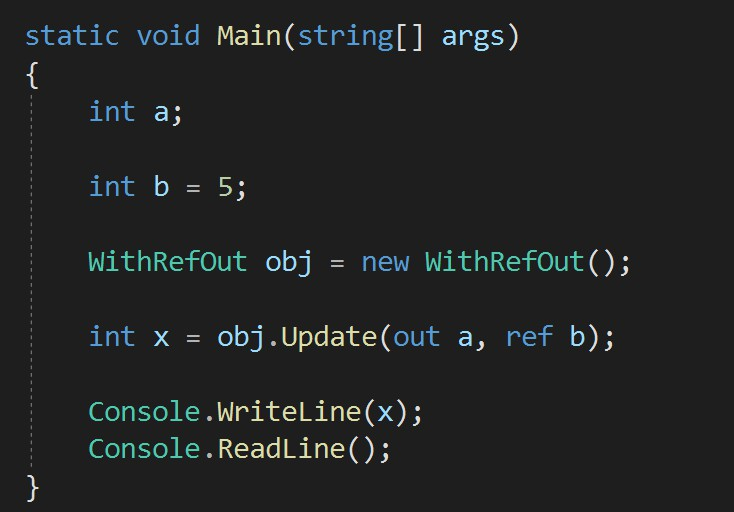 static void Main(string[] args)
{
int a;
int b = 5;
WithRefOut obj = new WithRefOut();
int x = obj.Update(out a, ref b);
Console.WriteLine(x);
Console.ReadLine();
}